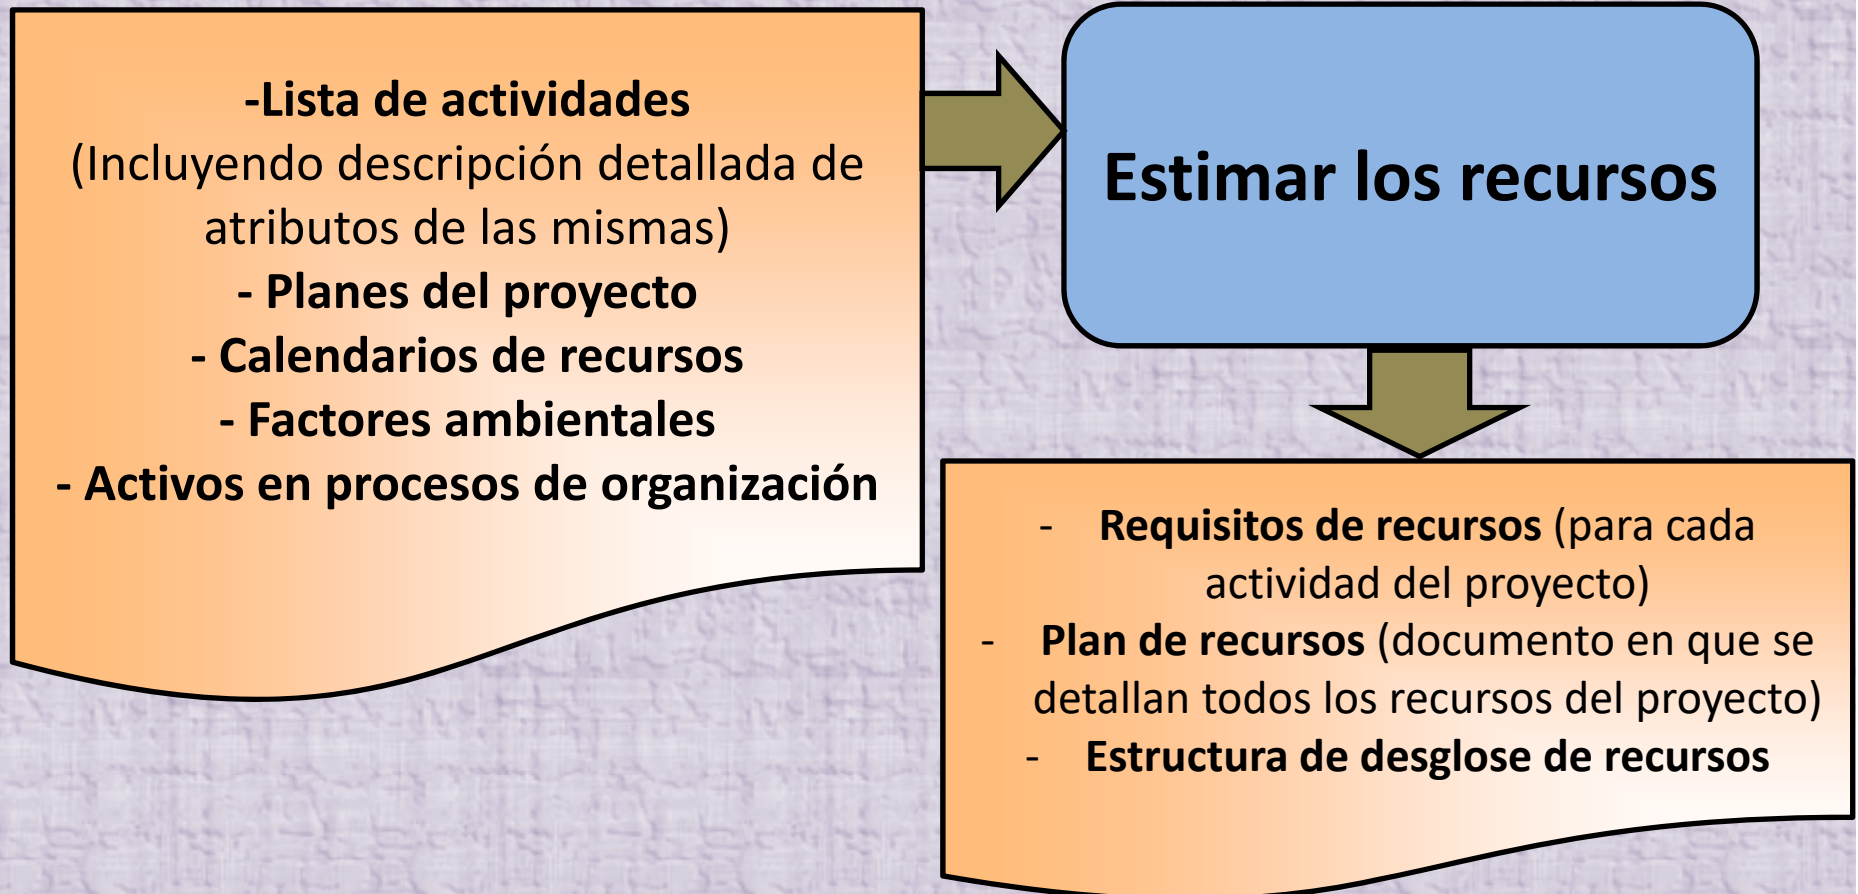 -Lista de actividades
(Incluyendo descripción detallada de
atributos de las mismas)
- Planes del proyecto
- Calendarios de recursos
- Factores ambientales
- Activos en procesos de organización
Estimar los recursos
- Requisitos de recursos (para cada
actividad del proyecto)
- Plan de recursos (documento en que se
detallan todos los recursos del proyecto)
- Estructura de desglose de recursos